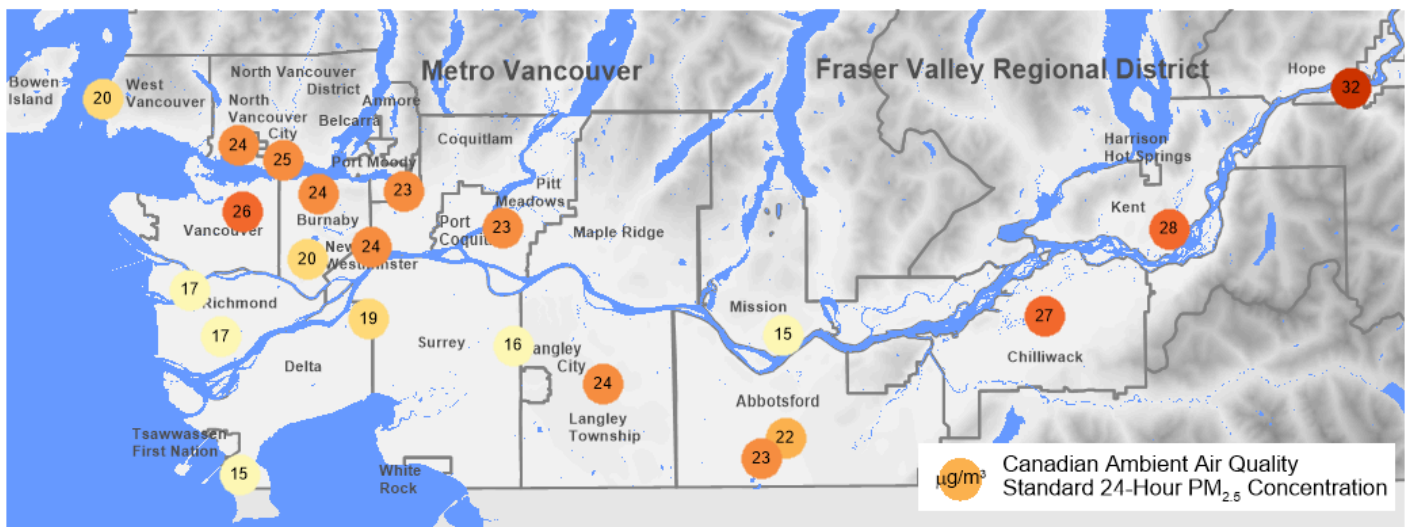 Metro Vancouver
Fraser Valley Regional District
Bowen
Island
20
West
Vancouver
North Vancouver
District
North
Vancouver
City
24
25
Belcarra
Anmore
Port Moody
23
Coquitlam
Pitt
Meadows
Port
23
Maple Ridge
Vancouver
26
24
Burnaby
20
New
Westminster
24
17
Richmond
17
19
Delta
Surrey
16
Langley
City
24
Langley
Township
Tsawwassen
First Nation
15
White
Rock
Mission
15
Abbotsford
22
23
Harrison
Hot Springs
Kent
28
27
Chilliwack
Hope
32
µg/m³
Canadian Ambient Air Quality
Standard 24-Hour PM2.5 Concentration